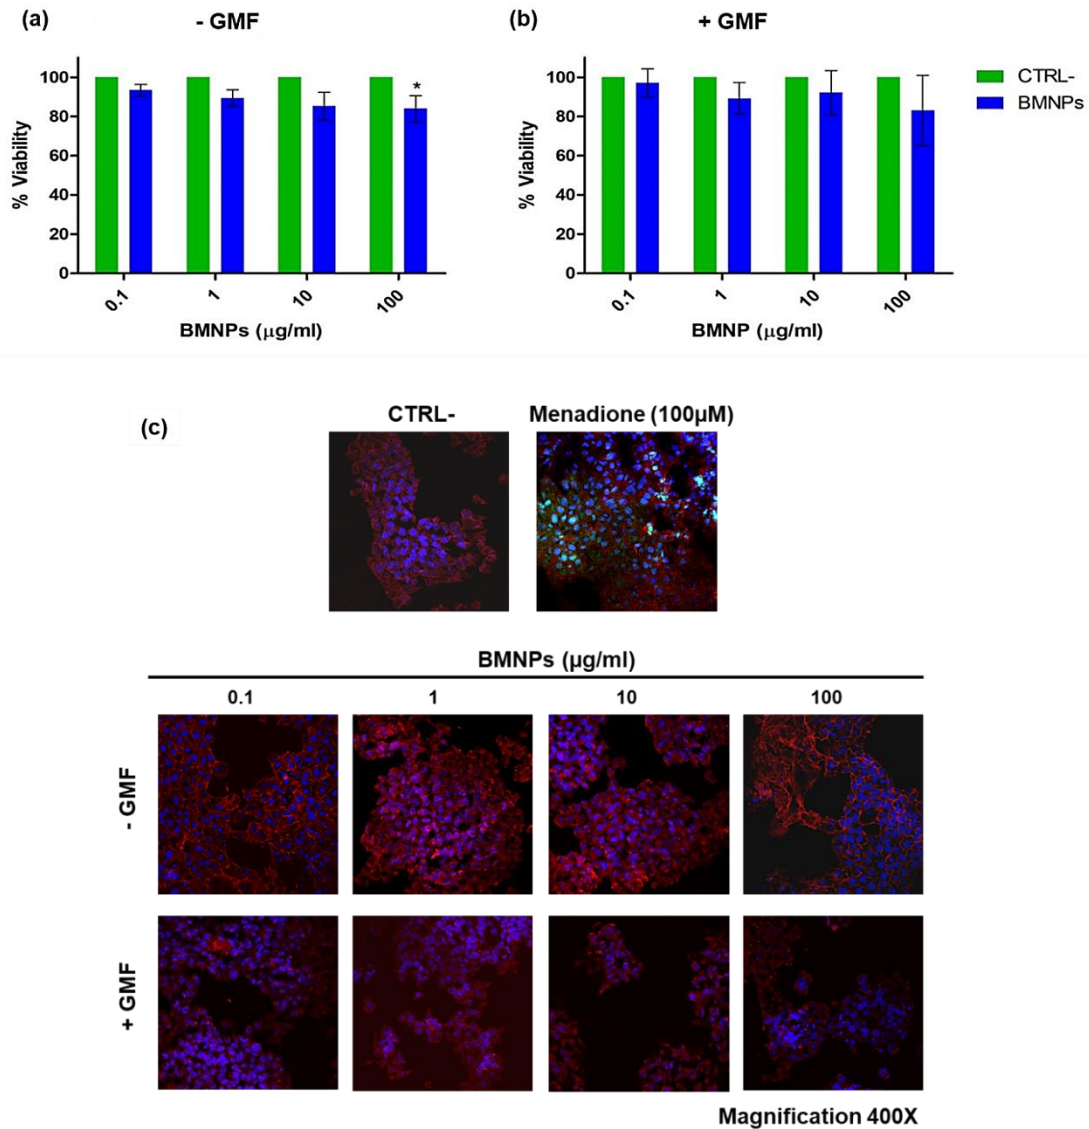 (a)
- GMF
% Viability
100
80
60
40
20
0
*
0.1
1
10
100
BMNPs (μg/ml)
(b)
+ GMF
% Viability
100
80
60
40
20
0
0.1
1
10
100
BMNP (μg/ml)
CTRL-
BMNPs
(c)
CTRL-
Menadione (100μM)
BMNPs (μg/ml)
0.1 1 10 100
- GMF
+ GMF
Magnification 400X